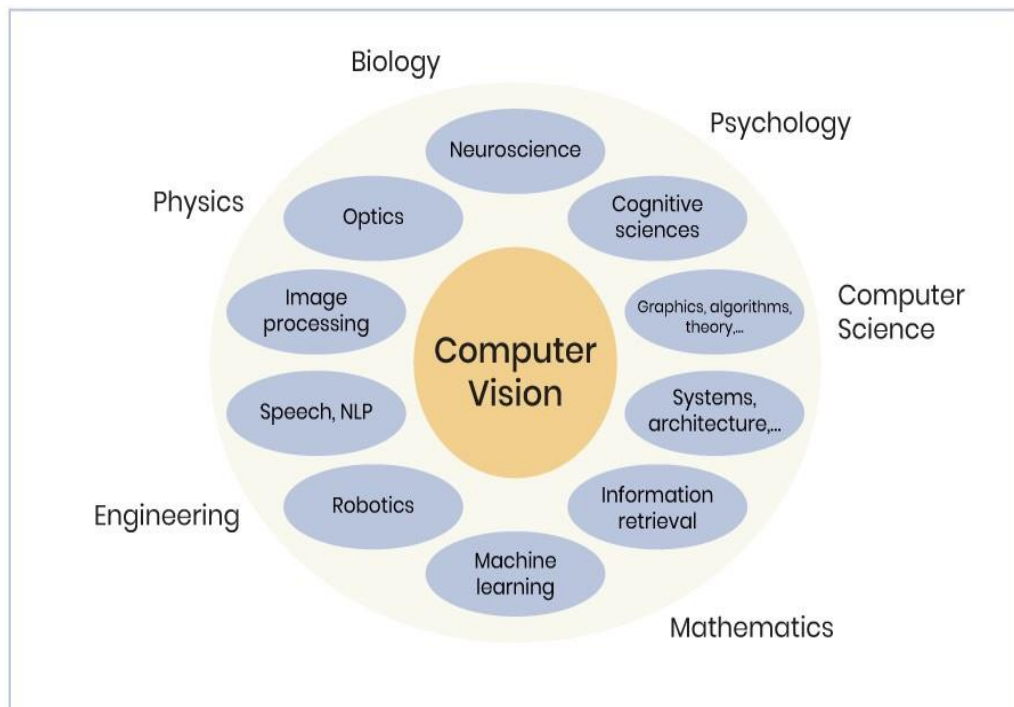 Biology
Psychology
Neuroscience
Physics
Optics
Cognitive
sciences
Image
processing
Graphics, algorithms,
theory,...
Computer
Science
Computer
Vision
Speech, NLP
Systems,
architecture,...
Engineering
Robotics
Information
retrieval
Machine
learning
Mathematics